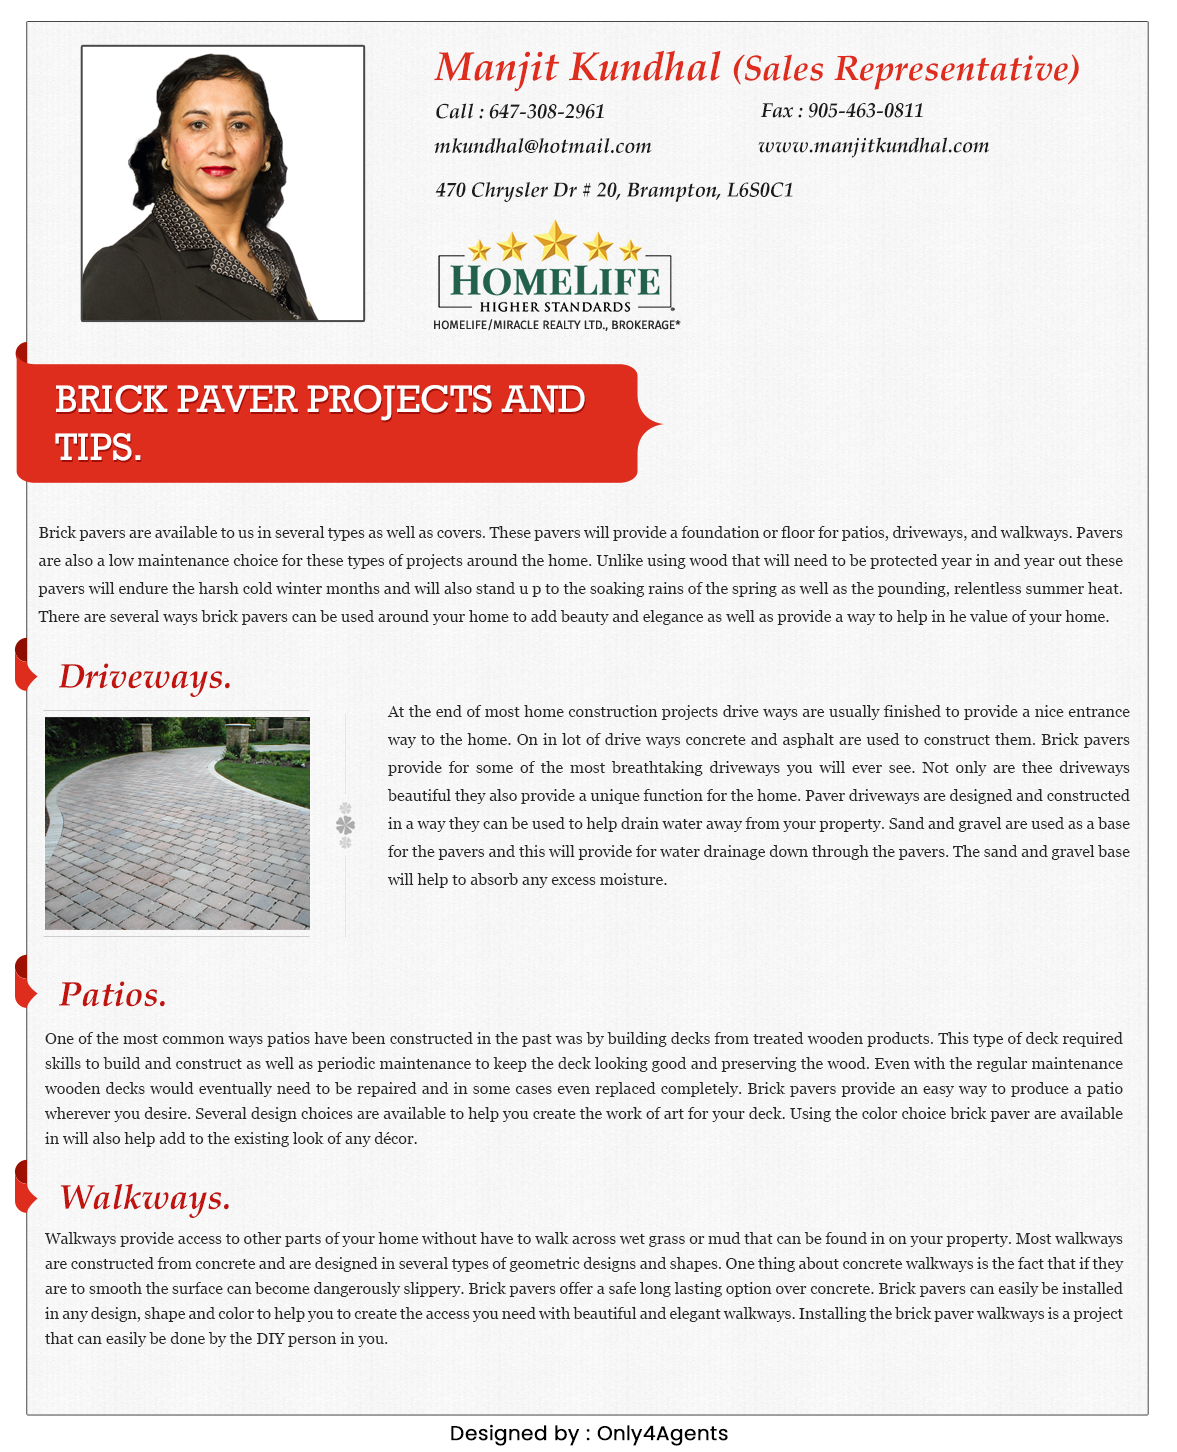 Manjit Kundhal (Sales Representative)
Call : 647-308-2961
Fax : 905-463-0811
mkundhal@hotmail.com
www.manjitkundhal.com
470 Chrysler Dr # 20, Brampton, L6S0C1
HOMELIFE
HIGHER STANDARDS
HOMELIFE/MIRACLE REALTY LTD., BROKERAGE*
BRICK PAVER PROJECTS AND
TIPS.
Brick pavers are available to us in several types as well as covers. These pavers will provide a foundation or floor for patios, driveways, and walkways. Pavers
are also a low maintenance choice for these types of projects around the home. Unlike using wood that will need to be protected year in and year out these
pavers will endure the harsh cold winter months and will also stand u p to the soaking rains of the spring as well as the pounding, relentless summer heat.
There are several ways brick pavers can be used around your home to add beauty and elegance as well as provide a way to help in he value of your home.
Driveways.
At the end of most home construction projects drive ways are usually finished to provide a nice entrance
way to the home. On in lot of drive ways concrete and asphalt are used to construct them. Brick pavers
provide for some of the most breathtaking driveways you will ever see. Not only are thee driveways
beautiful they also provide a unique function for the home. Paver driveways are designed and constructed
in a way they can be used to help drain water away from your property. Sand and gravel are used as a base
for the pavers and this will provide for water drainage down through the pavers. The sand and gravel base
will help to absorb any excess moisture.
Patios.
One of the most common ways patios have been constructed in the past was by building decks from treated wooden products. This type of deck required
skills to build and construct as well as periodic maintenance to keep the deck looking good and preserving the wood. Even with the regular maintenance
wooden decks would eventually need to be repaired and in some cases even replaced completely. Brick pavers provide an easy way to produce a patio
wherever you desire. Several design choices are available to help you create the work of art for your deck. Using the color choice brick paver are available
in will also help add to the existing look of any décor.
Walkways.
Walkways provide access to other parts of your home without have to walk across wet grass or mud that can be found in on your property. Most walkways
are constructed from concrete and are designed in several types of geometric designs and shapes. One thing about concrete walkways is the fact that if they
are to smooth the surface can become dangerously slippery. Brick pavers offer a safe long lasting option over concrete. Brick pavers can easily be installed
in any design, shape and color to help you to create the access you need with beautiful and elegant walkways. Installing the brick paver walkways is a project
that can easily be done by the DIY person in you.
Designed by : Only4Agents